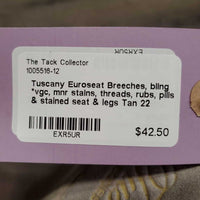 The Tack Collector
1005516-12
Tuscany Euroseat Breeches, bling
*vgc, mnr stains, threads, rubs, pills
& stained seat & legs Tan 22
EXR5UR
$42.50